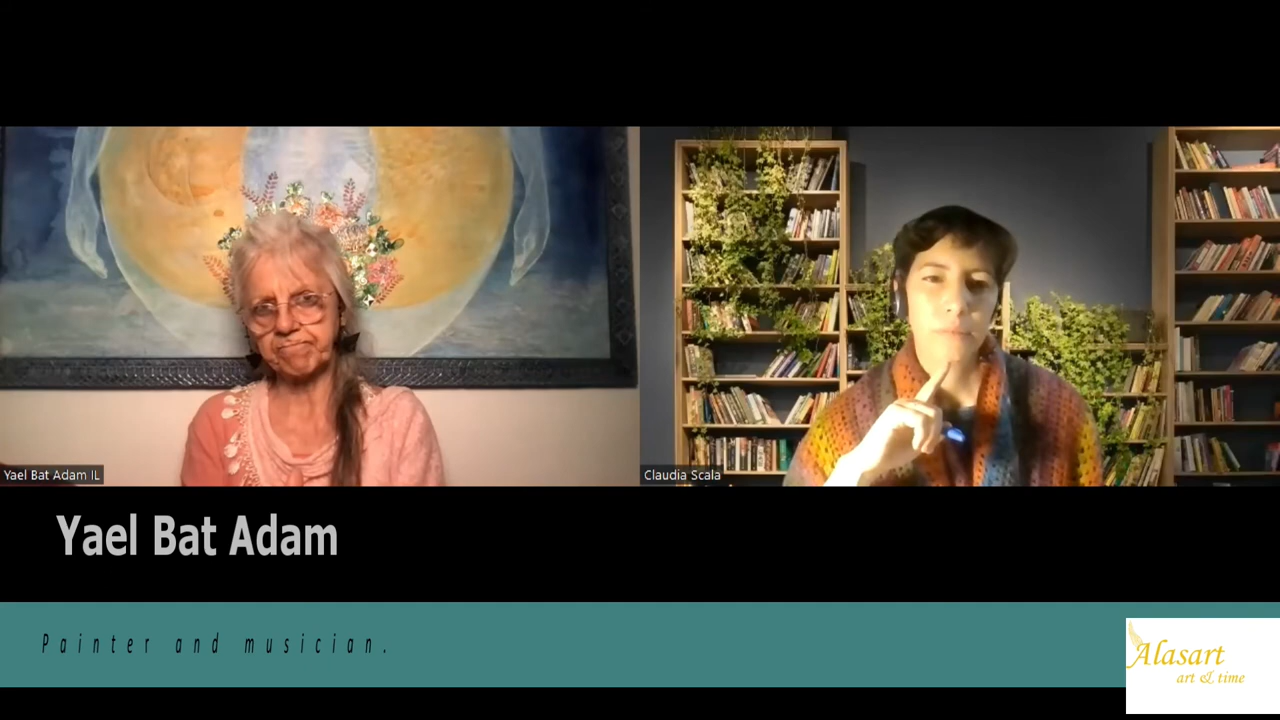 Yael Bat Adam IL
Claudia Scala
Yael Bat Adam
Painter and musician.
Alasart
art & time